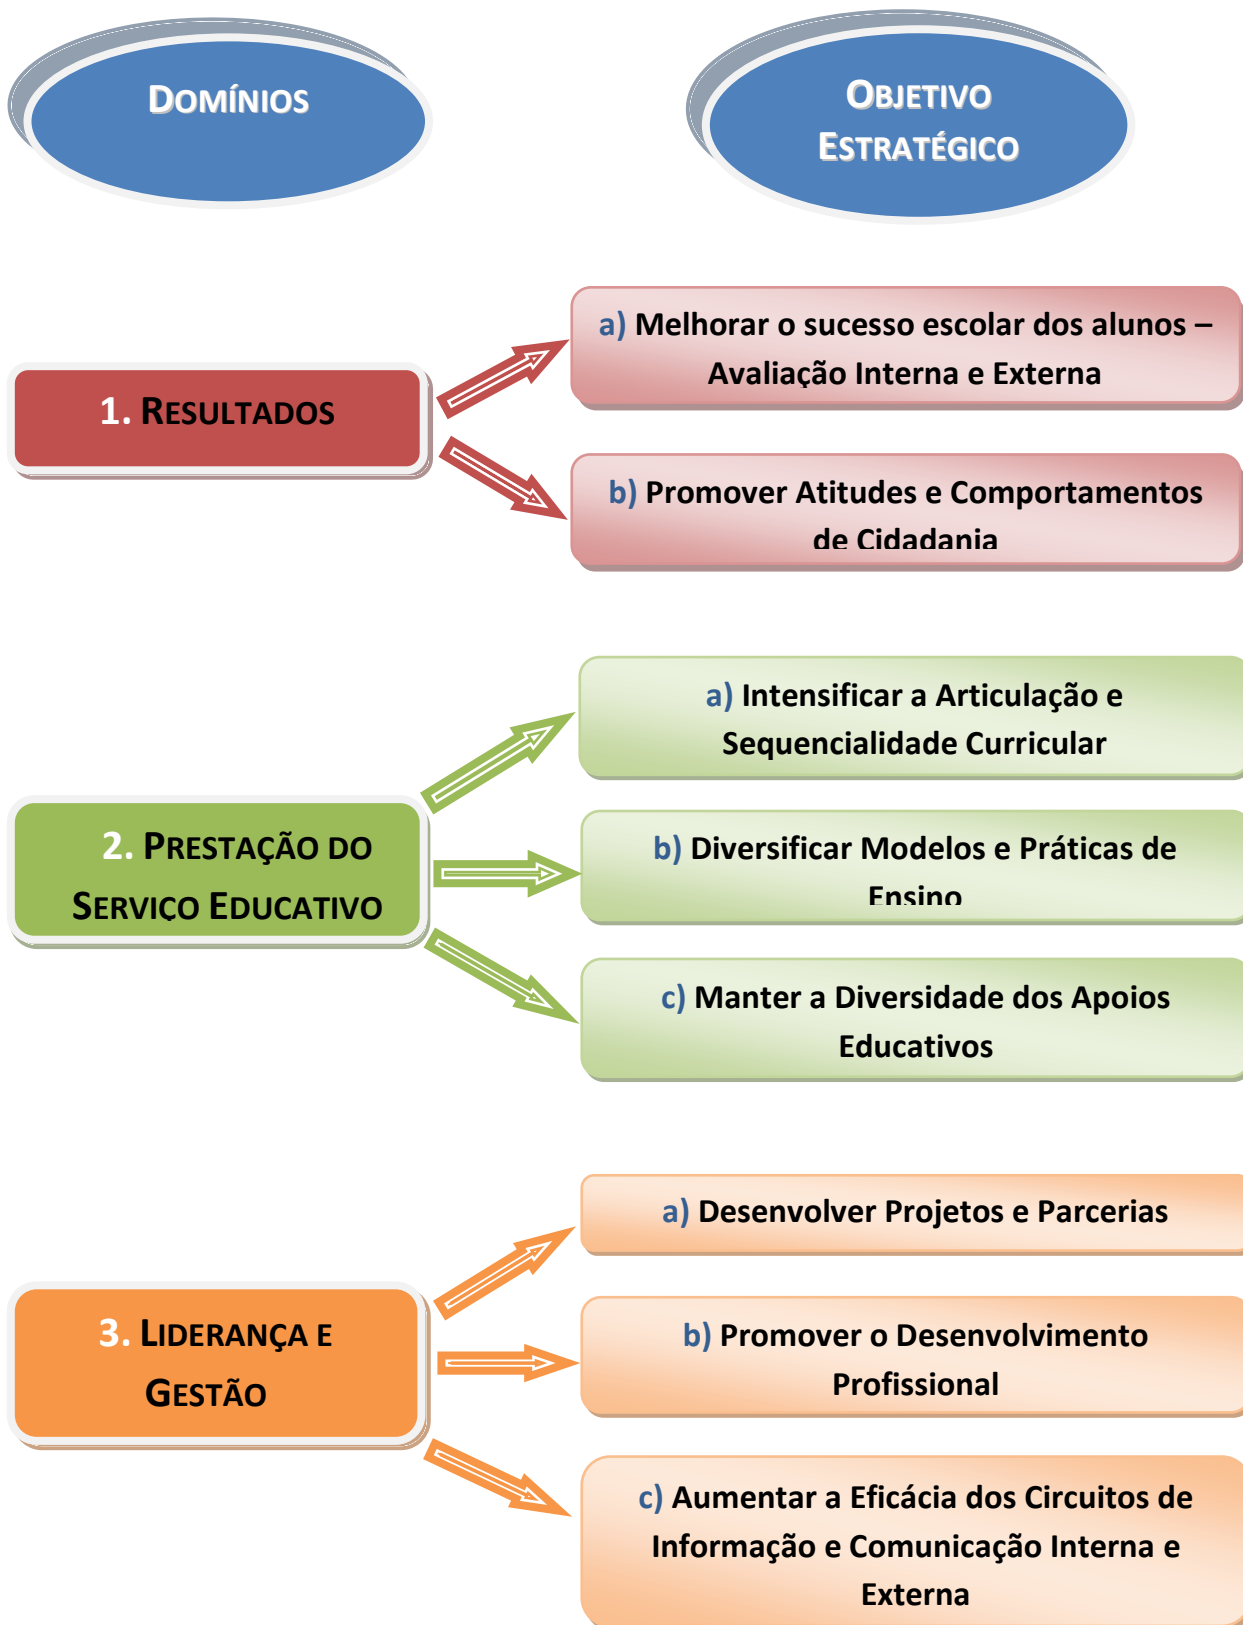 DOMÍNIOS
OBJETIVO
ESTRATÉGICO
1. RESULTADOS
a) Melhorar o sucesso escolar dos alunos –
Avaliação Interna e Externa
b) Promover Atitudes e Comportamentos
de Cidadania
2. PRESTAÇÃO DO
SERVIÇO EDUCATIVO
a) Intensificar a Articulação e
Sequencialidade Curricular
b) Diversificar Modelos e Práticas de
Ensino
c) Manter a Diversidade dos Apoios
Educativos
3. LIDERANÇA E
GESTÃO
a) Desenvolver Projetos e Parcerias
b) Promover o Desenvolvimento
Profissional
c) Aumentar a Eficácia dos Circuitos de
Informação e Comunicação Interna e
Externa